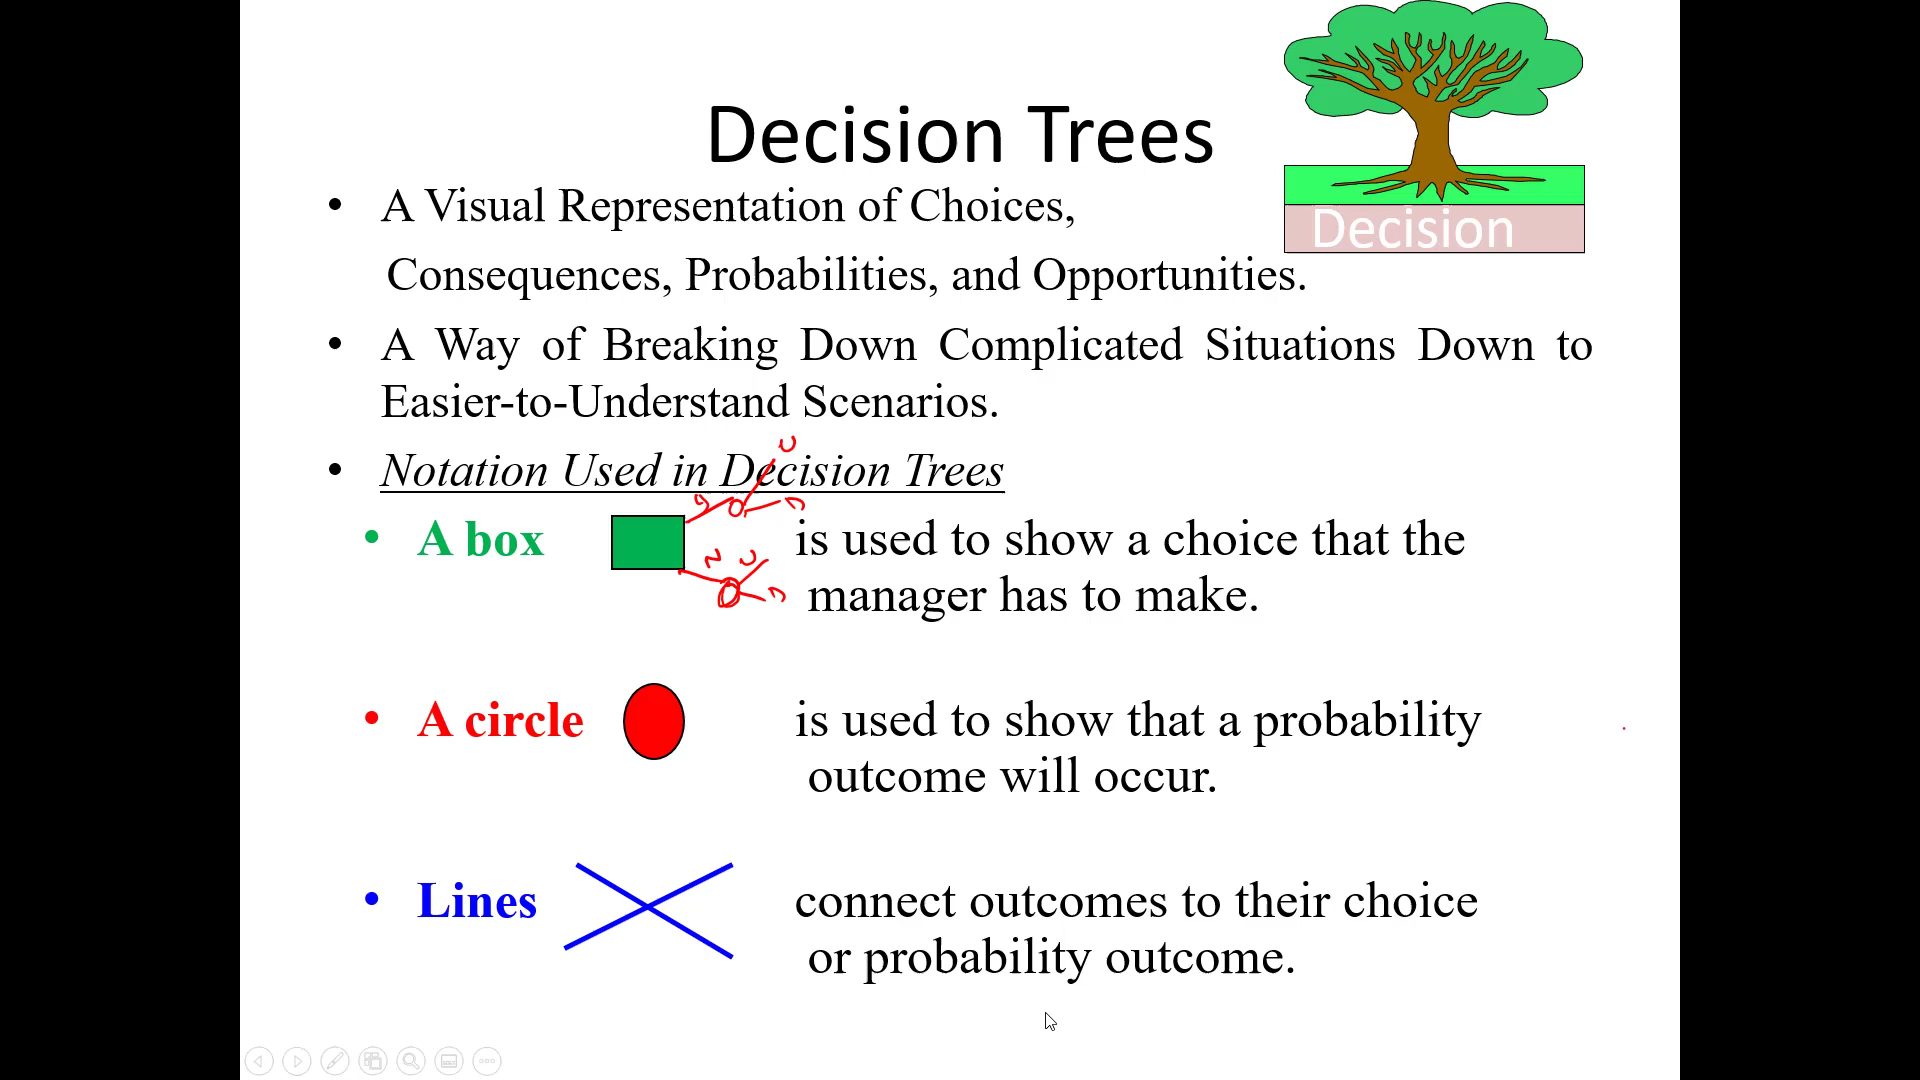 Decision Trees
Decision
• A Visual Representation of Choices,
Consequences, Probabilities, and Opportunities.
• A Way of Breaking Down Complicated Situations Down to
Easier-to-Understand Scenarios.
• Notation Used in Decision Trees
• A box is used to show a choice that the
manager has to make.
• A circle is used to show that a probability
outcome will occur.
• Lines connect outcomes to their choice
or probability outcome.